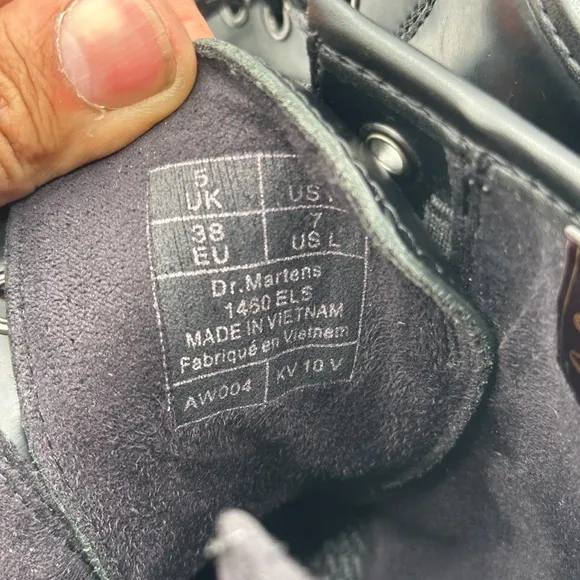 5
UK
US
38
EU
7
US L
Dr.Martens
1460 ELS
MADE IN VIETNAM
Fabriqué en Vietnam
AW004
XV 10 V